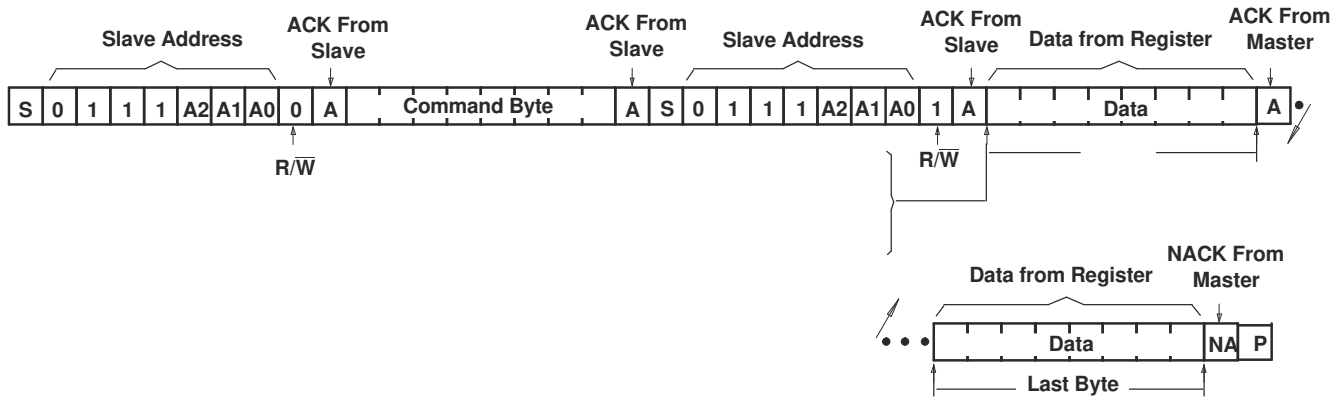 Slave Address
ACK From
Slave
ACK From
Slave
Slave Address
ACK From
Slave
Data from Register
ACK From
Master
S 0 1 1 1 A2 A1 A0 0 A Command Byte A S 0 1 1 1 A2 A1 A0 1 A Data A
R/W̅
R/W̅
Data from Register
NACK From
Master
Data NA P
Last Byte